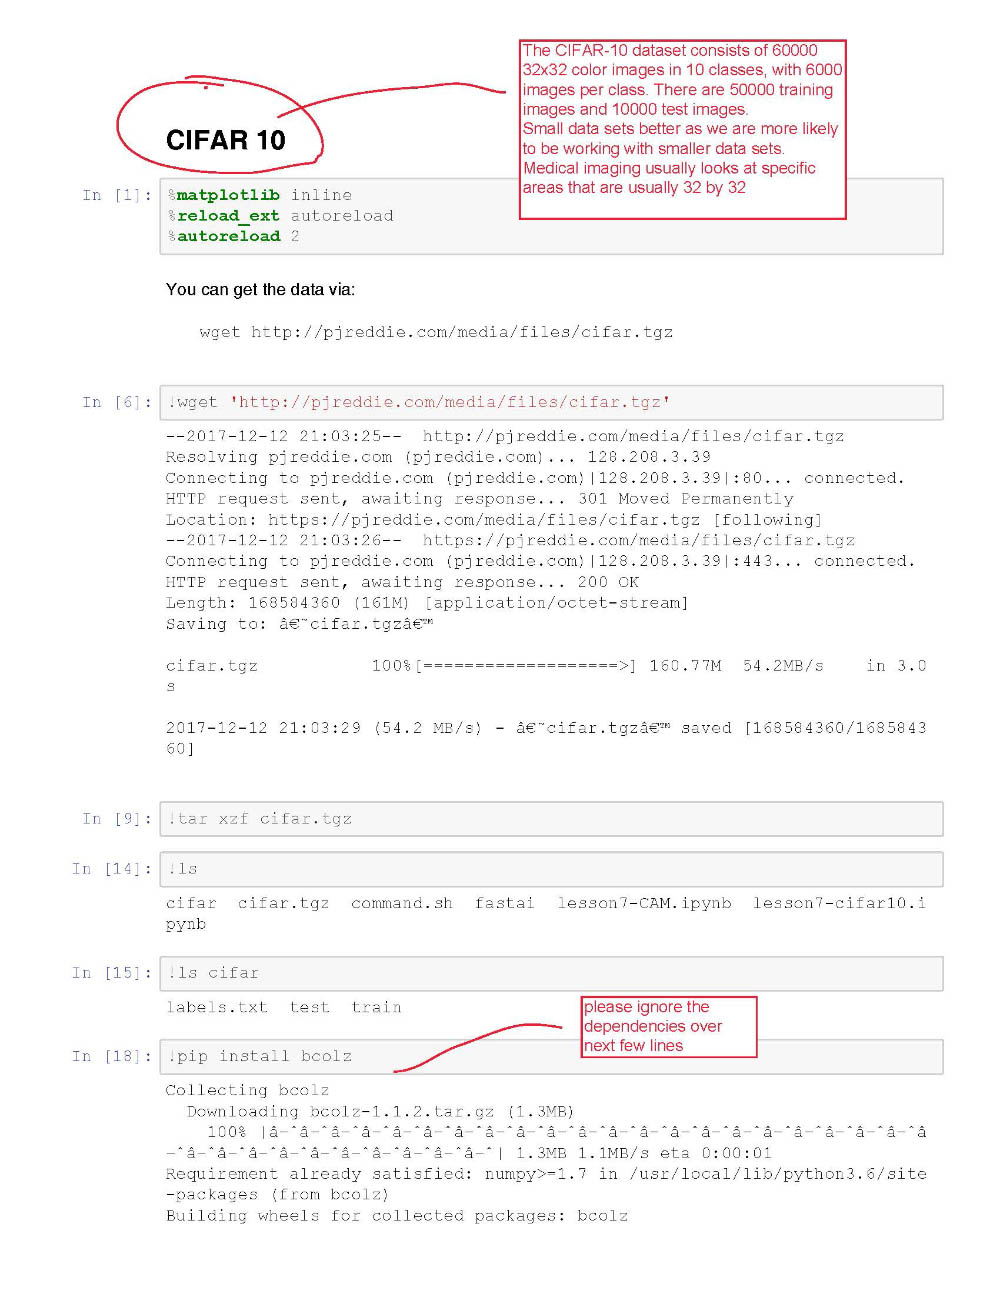 The CIFAR-10 dataset consists of 60000
32x32 color images in 10 classes, with 6000
images per class. There are 50000 training
images and 10000 test images.
Small data sets better as we are more likely
to be working with smaller data sets.
Medical imaging usually looks at specific
areas that are usually 32 by 32
CIFAR 10
In [1]: %matplotlib inline
%reload_ext autoreload
%autoreload 2
You can get the data via:
wget http://pjreddie.com/media/files/cifar.tgz
In [6]: !wget 'http://pjreddie.com/media/files/cifar.tgz'
--2017-12-12 21:03:25--  http://pjreddie.com/media/files/cifar.tgz
Resolving pjreddie.com (pjreddie.com)... 128.208.3.39
Connecting to pjreddie.com (pjreddie.com)|128.208.3.39|:80... connected.
HTTP request sent, awaiting response... 301 Moved Permanently
Location: https://pjreddie.com/media/files/cifar.tgz [following]
--2017-12-12 21:03:26--  https://pjreddie.com/media/files/cifar.tgz
Connecting to pjreddie.com (pjreddie.com)|128.208.3.39|:443... connected.
HTTP request sent, awaiting response... 200 OK
Length: 168584360 (161M) [application/octet-stream]
Saving to: â€˜cifar.tgzâ€™
cifar.tgz           100%[===================>] 160.77M  54.2MB/s    in 3.0
s
2017-12-12 21:03:29 (54.2 MB/s) - â€˜cifar.tgzâ€™ saved [168584360/1685843
60]
In [9]: !tar xzf cifar.tgz
In [14]: !ls
cifar  cifar.tgz  command.sh  fastai  lesson7-CAM.ipynb  lesson7-cifar10.i
pynb
In [15]: !ls cifar
labels.txt  test  train
please ignore the
dependencies over
next few lines
In [18]: !pip install bcolz
Collecting bcolz
Downloading bcolz-1.1.2.tar.gz (1.3MB)
100% |â–ˆâ–ˆâ–ˆâ–ˆâ–ˆâ–ˆâ–ˆâ–ˆâ–ˆâ–ˆâ–ˆâ–ˆâ–ˆâ–ˆâ–ˆâ–ˆâ–ˆâ–ˆâ–ˆâ–ˆâ–ˆâ
–ˆâ–ˆâ–ˆâ–ˆâ–ˆâ–ˆâ–ˆâ–ˆâ–ˆâ–ˆâ–ˆ| 1.3MB 1.1MB/s eta 0:00:01
Requirement already satisfied: numpy>=1.7 in /usr/local/lib/python3.6/site
-packages (from bcolz)
Building wheels for collected packages: bcolz